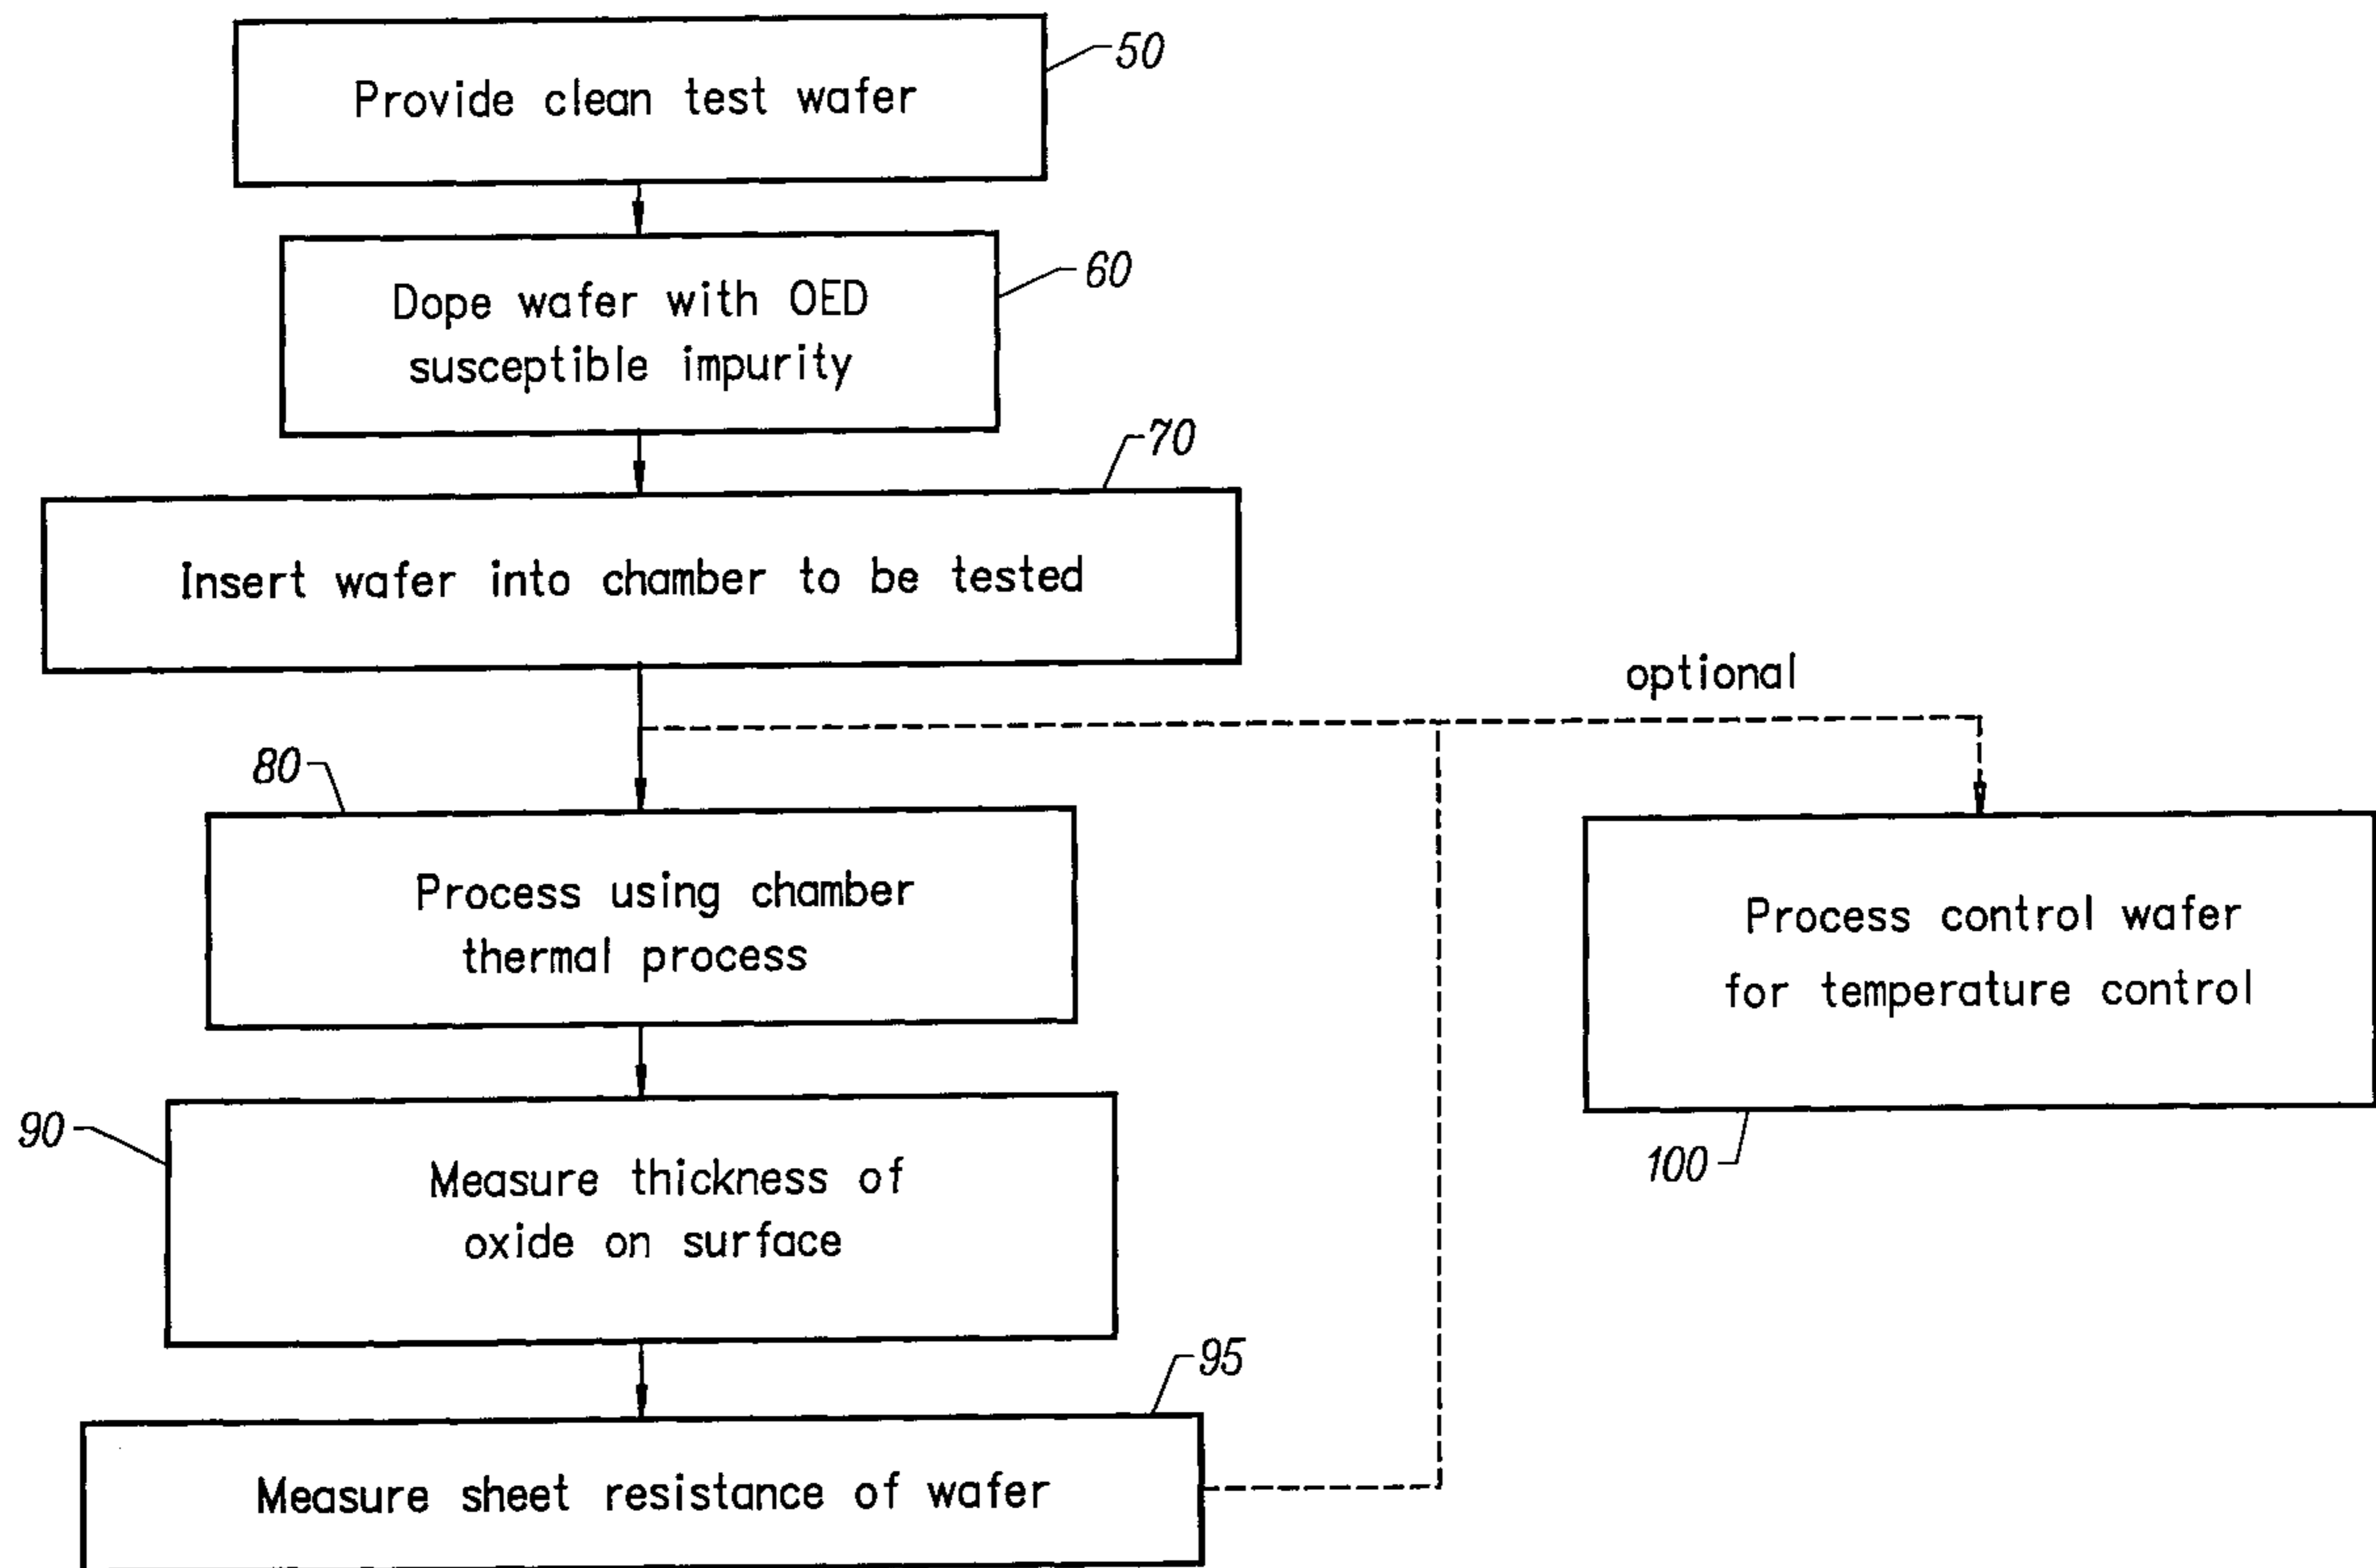 50
Provide clean test wafer
60
Dope wafer with OED
susceptible impurity
70
Insert wafer into chamber to be tested
optional
80
Process using chamber
thermal process
Process control wafer
for temperature control
100
90
Measure thickness of
oxide on surface
95
Measure sheet resistance of wafer